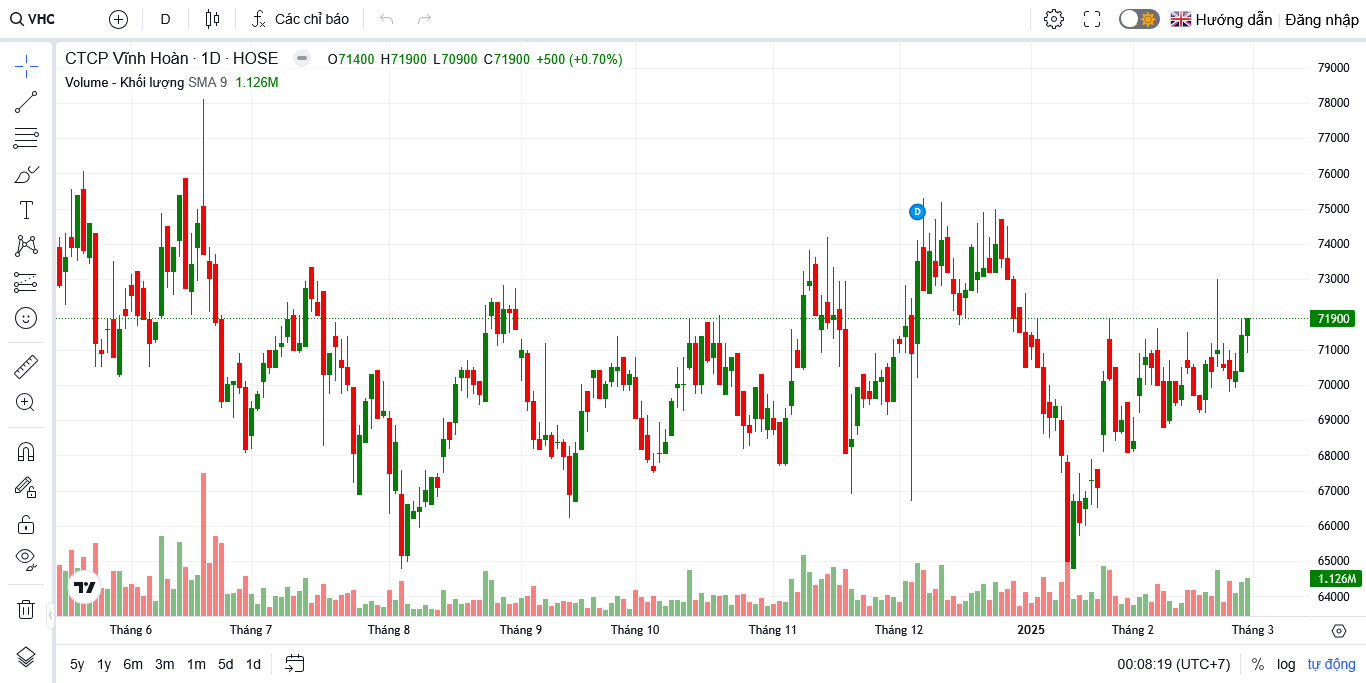 VHC
D
Các chỉ báo
Hướng dẫn
Đăng nhập
CTCP Vĩnh Hoàn · 1D · HOSE
O71400 H71900 L70900 C71900 +500 (+0.70%)
Volume - Khối lượng SMA 9 1.126M
79000
78000
77000
76000
75000
74000
73000
71900
71000
70000
69000
68000
67000
66000
65000
1.126M
64000
D
Tháng 6 Tháng 7 Tháng 8 Tháng 9 Tháng 10 Tháng 11 Tháng 12 2025 Tháng 2 Tháng 3
5y 1y 6m 3m 1m 5d 1d
00:08:19 (UTC+7) % log tự động